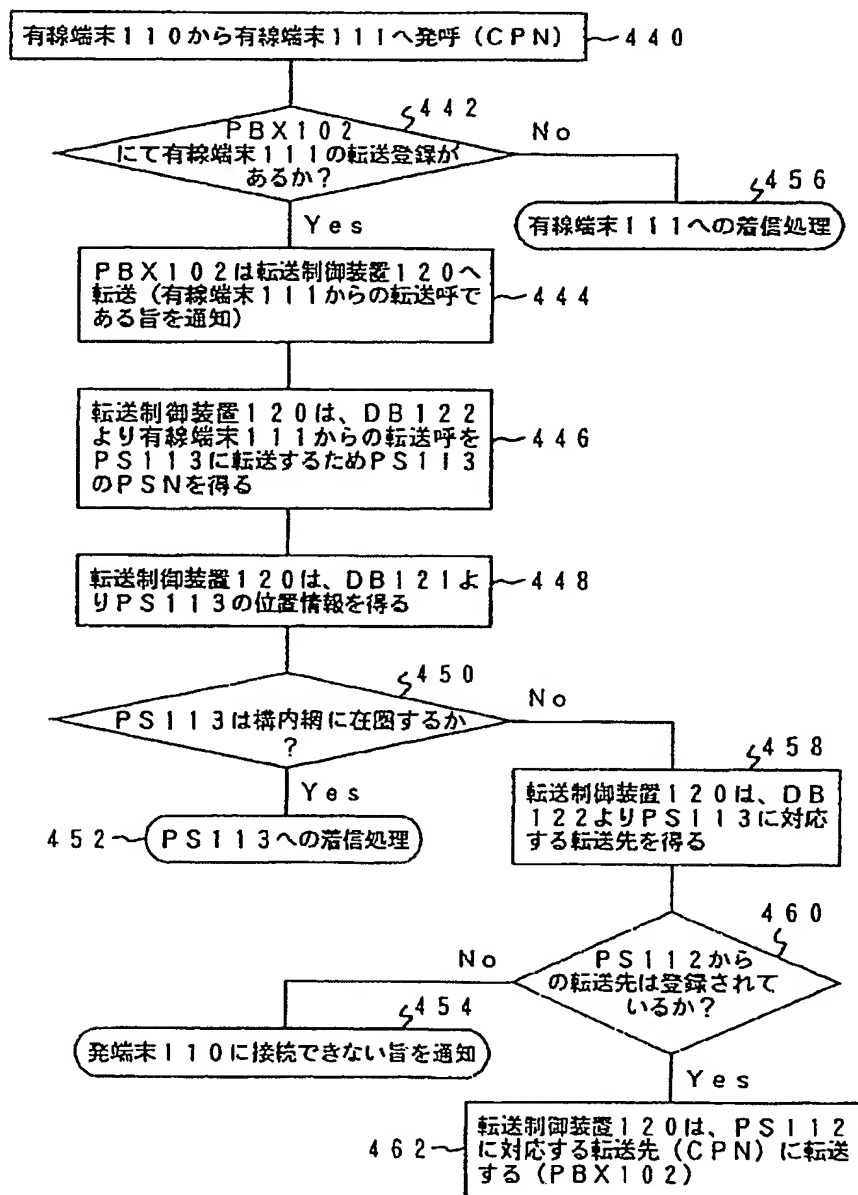 有線端末110から有線端末111へ発呼(CPN)
440
442
PBX102
にて有線端末111の転送登録が
あるか?
No
Yes
456
有線端末111への着信処理
PBX102は転送制御装置120へ
転送(有線端末111からの転送呼で
ある旨を通知)
444
転送制御装置120は、DB122
より有線端末111からの転送呼を
PS113に転送するためPS113
のPSNを得る
446
転送制御装置120は、DB121よ
りPS113の位置情報を得る
448
450
PS113は構内網に在圏するか
?
No
Yes
452
PS113への着信処理
458
転送制御装置120は、DB
122よりPS113に対応
する転送先を得る
460
PS112から
の転送先は登録されて
いるか?
No
454
発端末110に接続できない旨を通知
Yes
462
転送制御装置120は、PS112
に対応する転送先(CPN)に転送
する(PBX102)